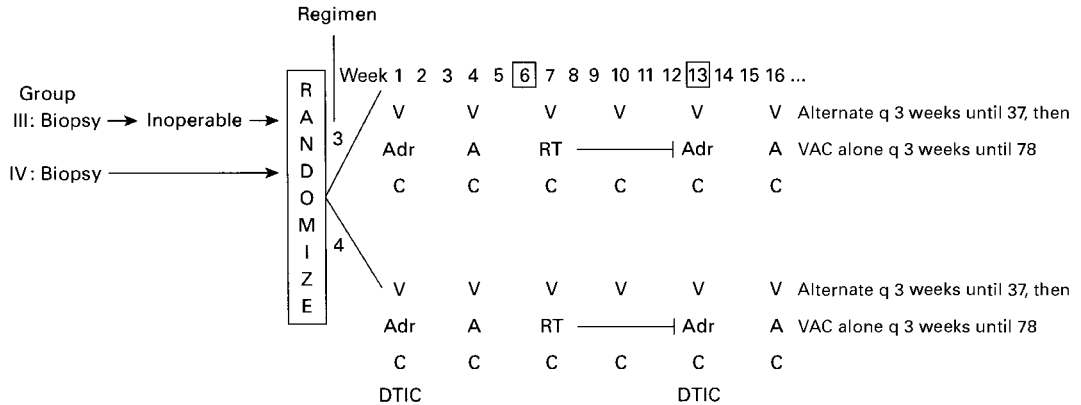 Regimen
Week 1 2 3 4 5 6 7 8 9 10 11 12 13 14 15 16 ...
Group
III: Biopsy Inoperable
IV: Biopsy
RANDOMIZE
3
V V V V V V Alternate q 3 weeks until 37, then
Adr A RT Adr A VAC alone q 3 weeks until 78
C C C C C C
4
V V V V V V Alternate q 3 weeks until 37, then
Adr A RT Adr A VAC alone q 3 weeks until 78
C C C C C C
DTIC DTIC